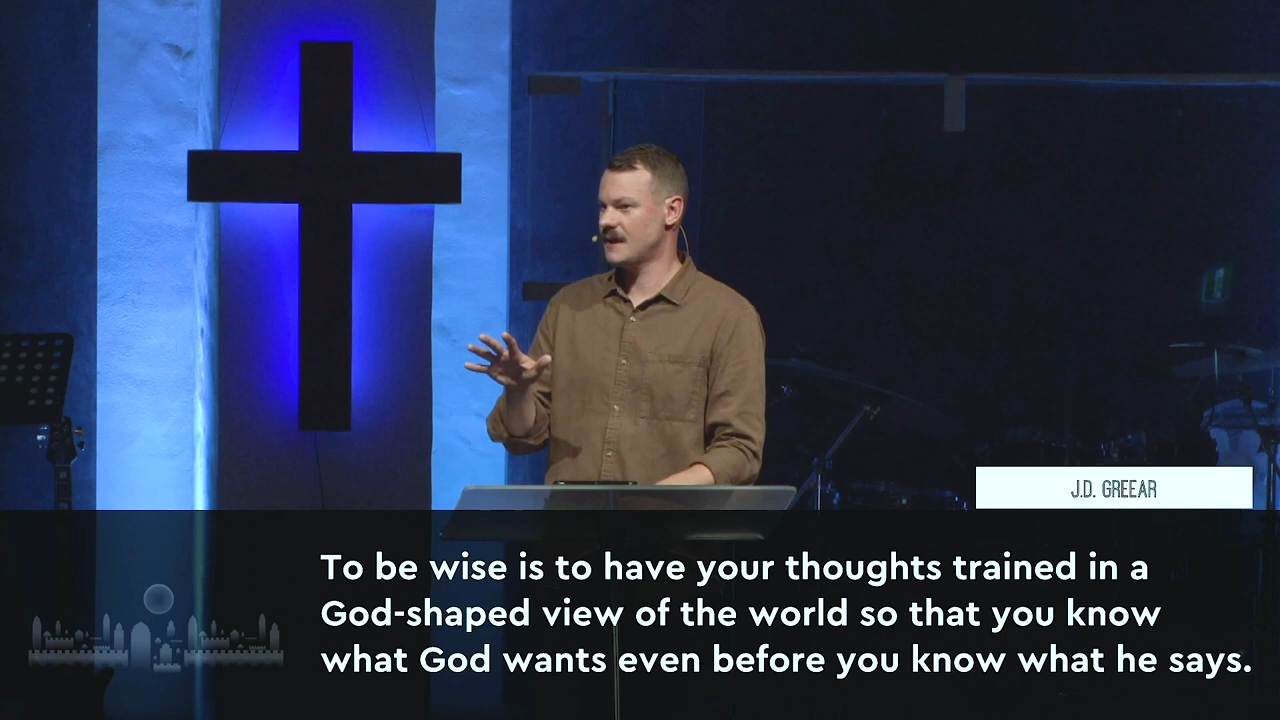 J.D. GREEAR
To be wise is to have your thoughts trained in a
God-shaped view of the world so that you know
what God wants even before you know what he says.